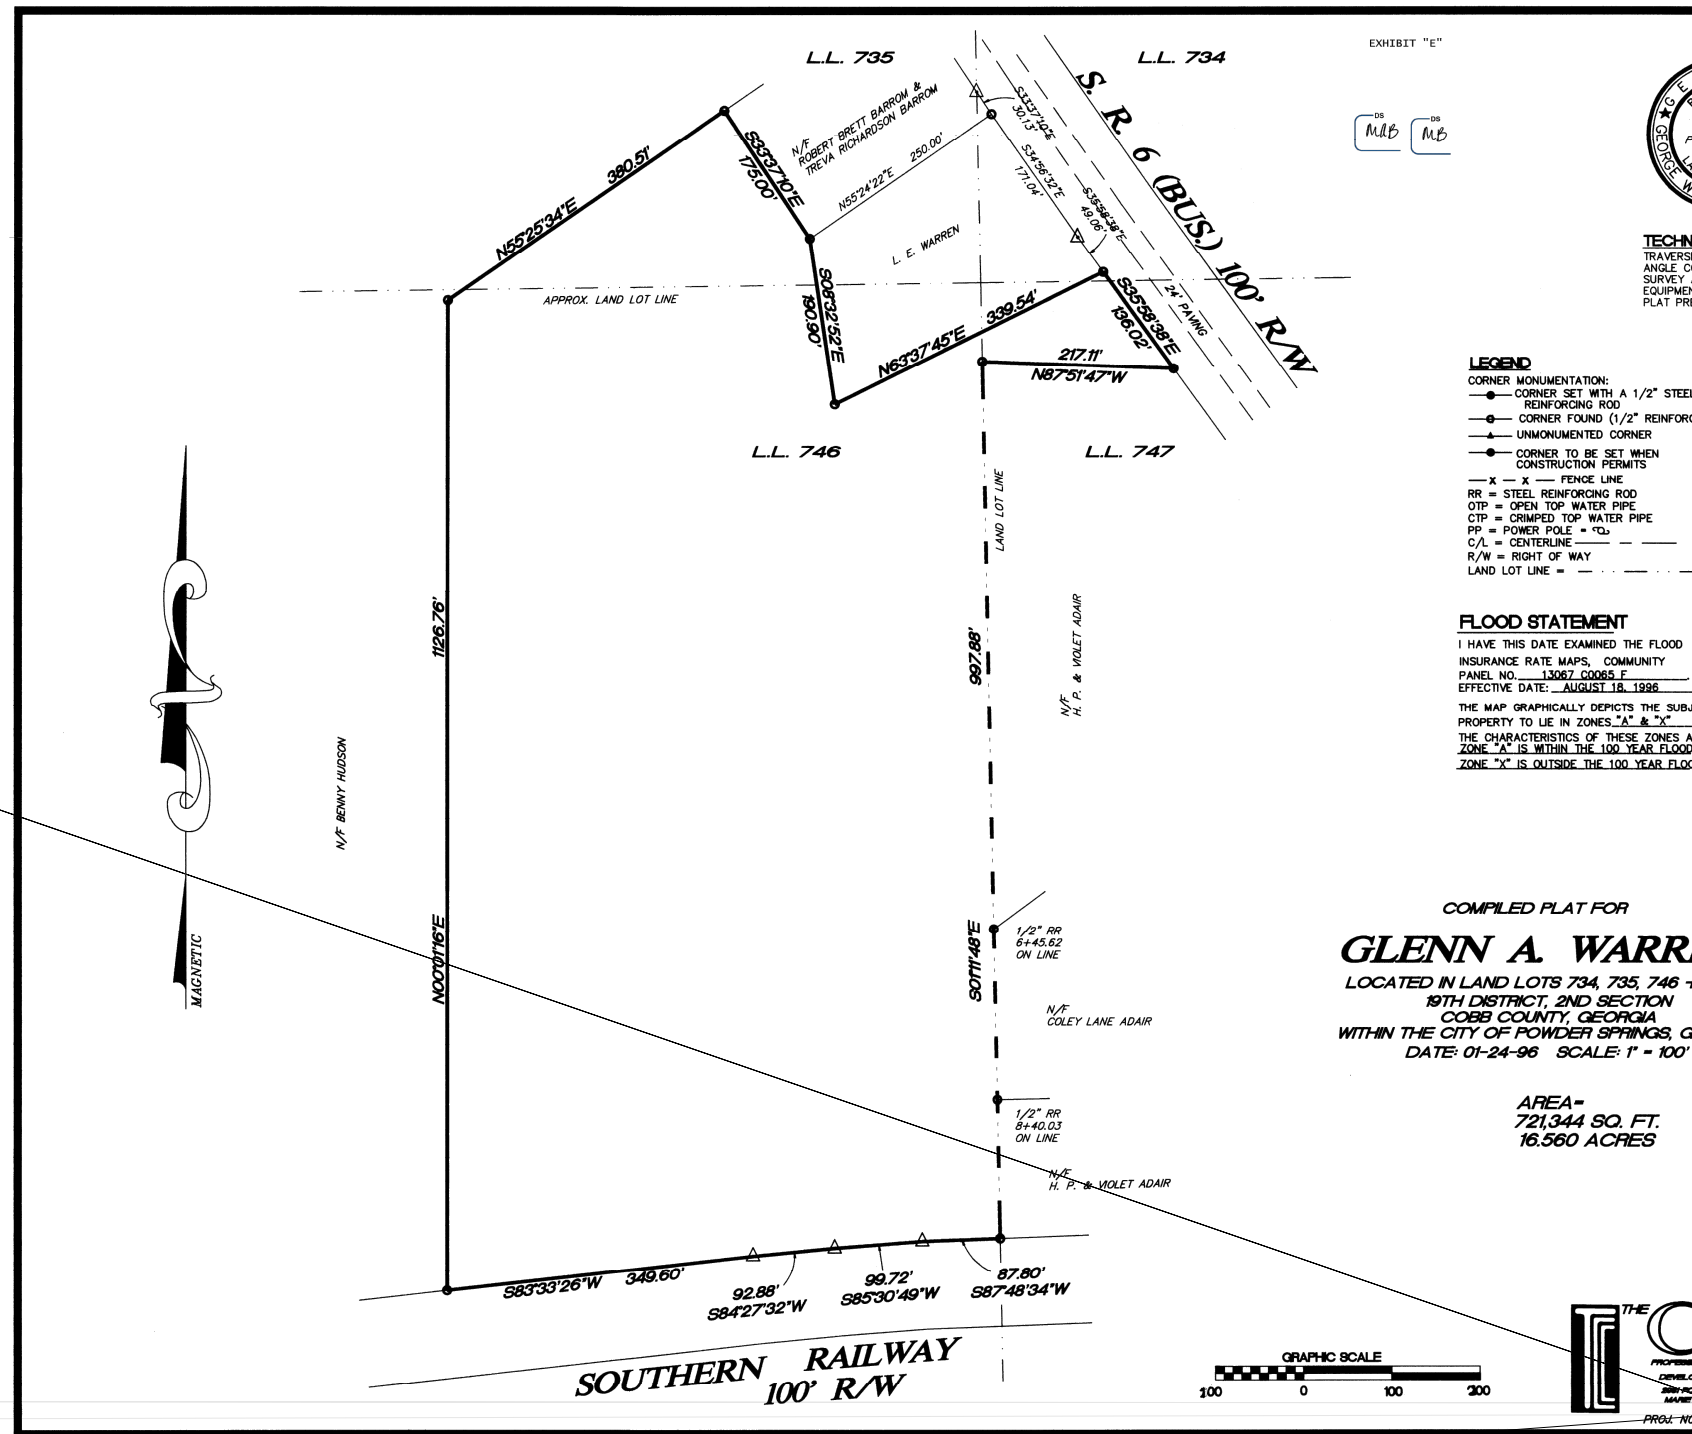 EXHIBIT "E"
L.L. 735
L.L. 734
DS
MAB
DS
MB
GEORGE
N/F
ROBERT BRETT BARROM &
TREVA RICHARDSON BARROM
S33°37'10"E
30.13'
S. R. 6 (BUS.) 100' R/W
380.51'
N55°25'34"E
S33°37'10"E
175.00'
250.00'
N55°24'22"E
S34°56'32"E
171.04'
S35°58'38"E
49.06'
L. E. WARREN
24' PAVING
APPROX. LAND LOT LINE
S08°32'52"E
190.90'
339.54'
N63°37'45"E
S35°58'38"E
136.02'
217.11'
N87°51'47"W
L.L. 746
L.L. 747
LAND LOT LINE
TECHN
TRAVERS
ANGLE C
SURVEY
EQUIPMEN
PLAT PRE
LEGEND
CORNER MONUMENTATION:
CORNER SET WITH A 1/2" STEEL
REINFORCING ROD
CORNER FOUND (1/2" REINFORC
UNMONUMENTED CORNER
CORNER TO BE SET WHEN
CONSTRUCTION PERMITS
— X — X — FENCE LINE
RR = STEEL REINFORCING ROD
OTP = OPEN TOP WATER PIPE
CTP = CRIMPED TOP WATER PIPE
PP = POWER POLE =
C/L = CENTERLINE
R/W = RIGHT OF WAY
LAND LOT LINE =
1126.76'
N00°01'16"E
997.88'
S01°11'48"E
N/F
H. P. & VIOLET ADAIR
N/F BENNY HUDSON
MAGNETIC
FLOOD STATEMENT
I HAVE THIS DATE EXAMINED THE FLOOD
INSURANCE RATE MAPS, COMMUNITY
PANEL NO. 13067 C0065 F
EFFECTIVE DATE: AUGUST 18, 1996
THE MAP GRAPHICALLY DEPICTS THE SUBJ
PROPERTY TO LIE IN ZONES "A" & "X"
THE CHARACTERISTICS OF THESE ZONES A
ZONE "A" IS WITHIN THE 100 YEAR FLOOD
ZONE "X" IS OUTSIDE THE 100 YEAR FLOO
1/2" RR
6+45.62
ON LINE
N/F
COLEY LANE ADAIR
1/2" RR
8+40.03
ON LINE
N/F
H. P. & VIOLET ADAIR
COMPILED PLAT FOR
GLENN A. WARR
LOCATED IN LAND LOTS 734, 735, 746
19TH DISTRICT, 2ND SECTION
COBB COUNTY, GEORGIA
WITHIN THE CITY OF POWDER SPRINGS, G
DATE: 01-24-96 SCALE: 1" = 100'
AREA=
721,344 SQ. FT.
16.560 ACRES
S83°33'26"W 349.60'
92.88'
S84°27'32"W
99.72'
S85°30'49"W
87.80'
S87°48'34"W
SOUTHERN RAILWAY
100' R/W
GRAPHIC SCALE
100 0 100 200
THE
PROFESS
DEVEL
MARIE
PROJ. NO